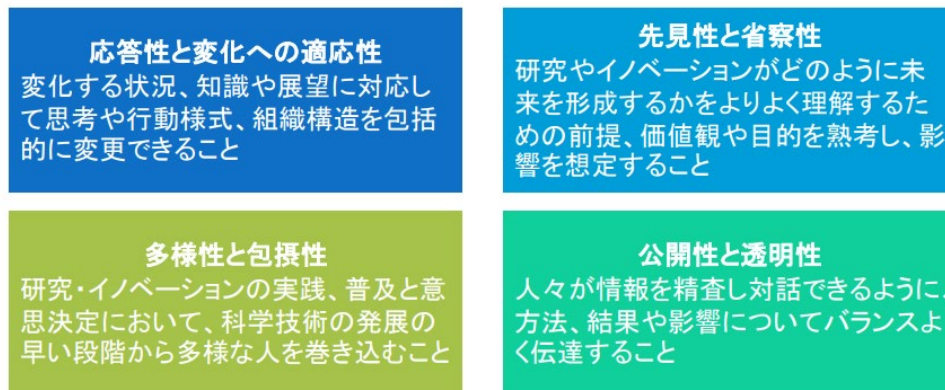 応答性と変化への適応性
変化する状況、知識や展望に対応し
て思考や行動様式、組織構造を包括
的に変更できること
先見性と省察性
研究やイノベーションがどのように未
来を形成するかをよりよく理解するた
めの前提、価値観や目的を熟考し、影
響を想定すること
多様性と包摂性
研究・イノベーションの実践、普及と意
思決定において、科学技術の発展の
早い段階から多様な人を巻き込むこと
公開性と透明性
人々が情報を精査し対話できるように
方法、結果や影響についてバランスよ
く伝達すること